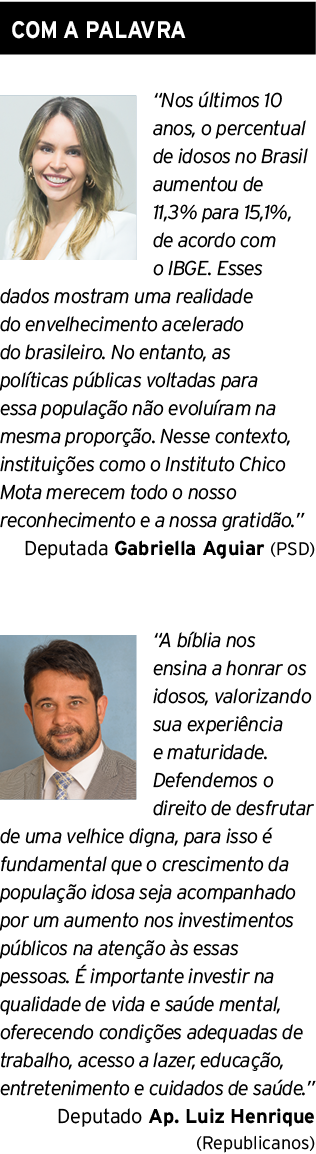 COM A PALAVRA
“Nos últimos 10
anos, o percentual
de idosos no Brasil
aumentou de
11,3% para 15,1%,
de acordo com
o IBGE. Esses
dados mostram uma realidade
do envelhecimento acelerado
do brasileiro. No entanto, as
políticas públicas voltadas para
essa população não evoluíram na
mesma proporção. Nesse contexto,
instituições como o Instituto Chico
Mota merecem todo o nosso
reconhecimento e a nossa gratidão.”
Deputada Gabriella Aguiar (PSD)
“A bíblia nos
ensina a honrar os
idosos, valorizando
sua experiência
e maturidade.
Defendemos o
direito de desfrutar
de uma velhice digna, para isso é
fundamental que o crescimento da
população idosa seja acompanhado
por um aumento nos investimentos
públicos na atenção às essas
pessoas. É importante investir na
qualidade de vida e saúde mental,
oferecendo condições adequadas de
trabalho, acesso a lazer, educação,
entretenimento e cuidados de saúde.”
Deputado Ap. Luiz Henrique
(Republicanos)